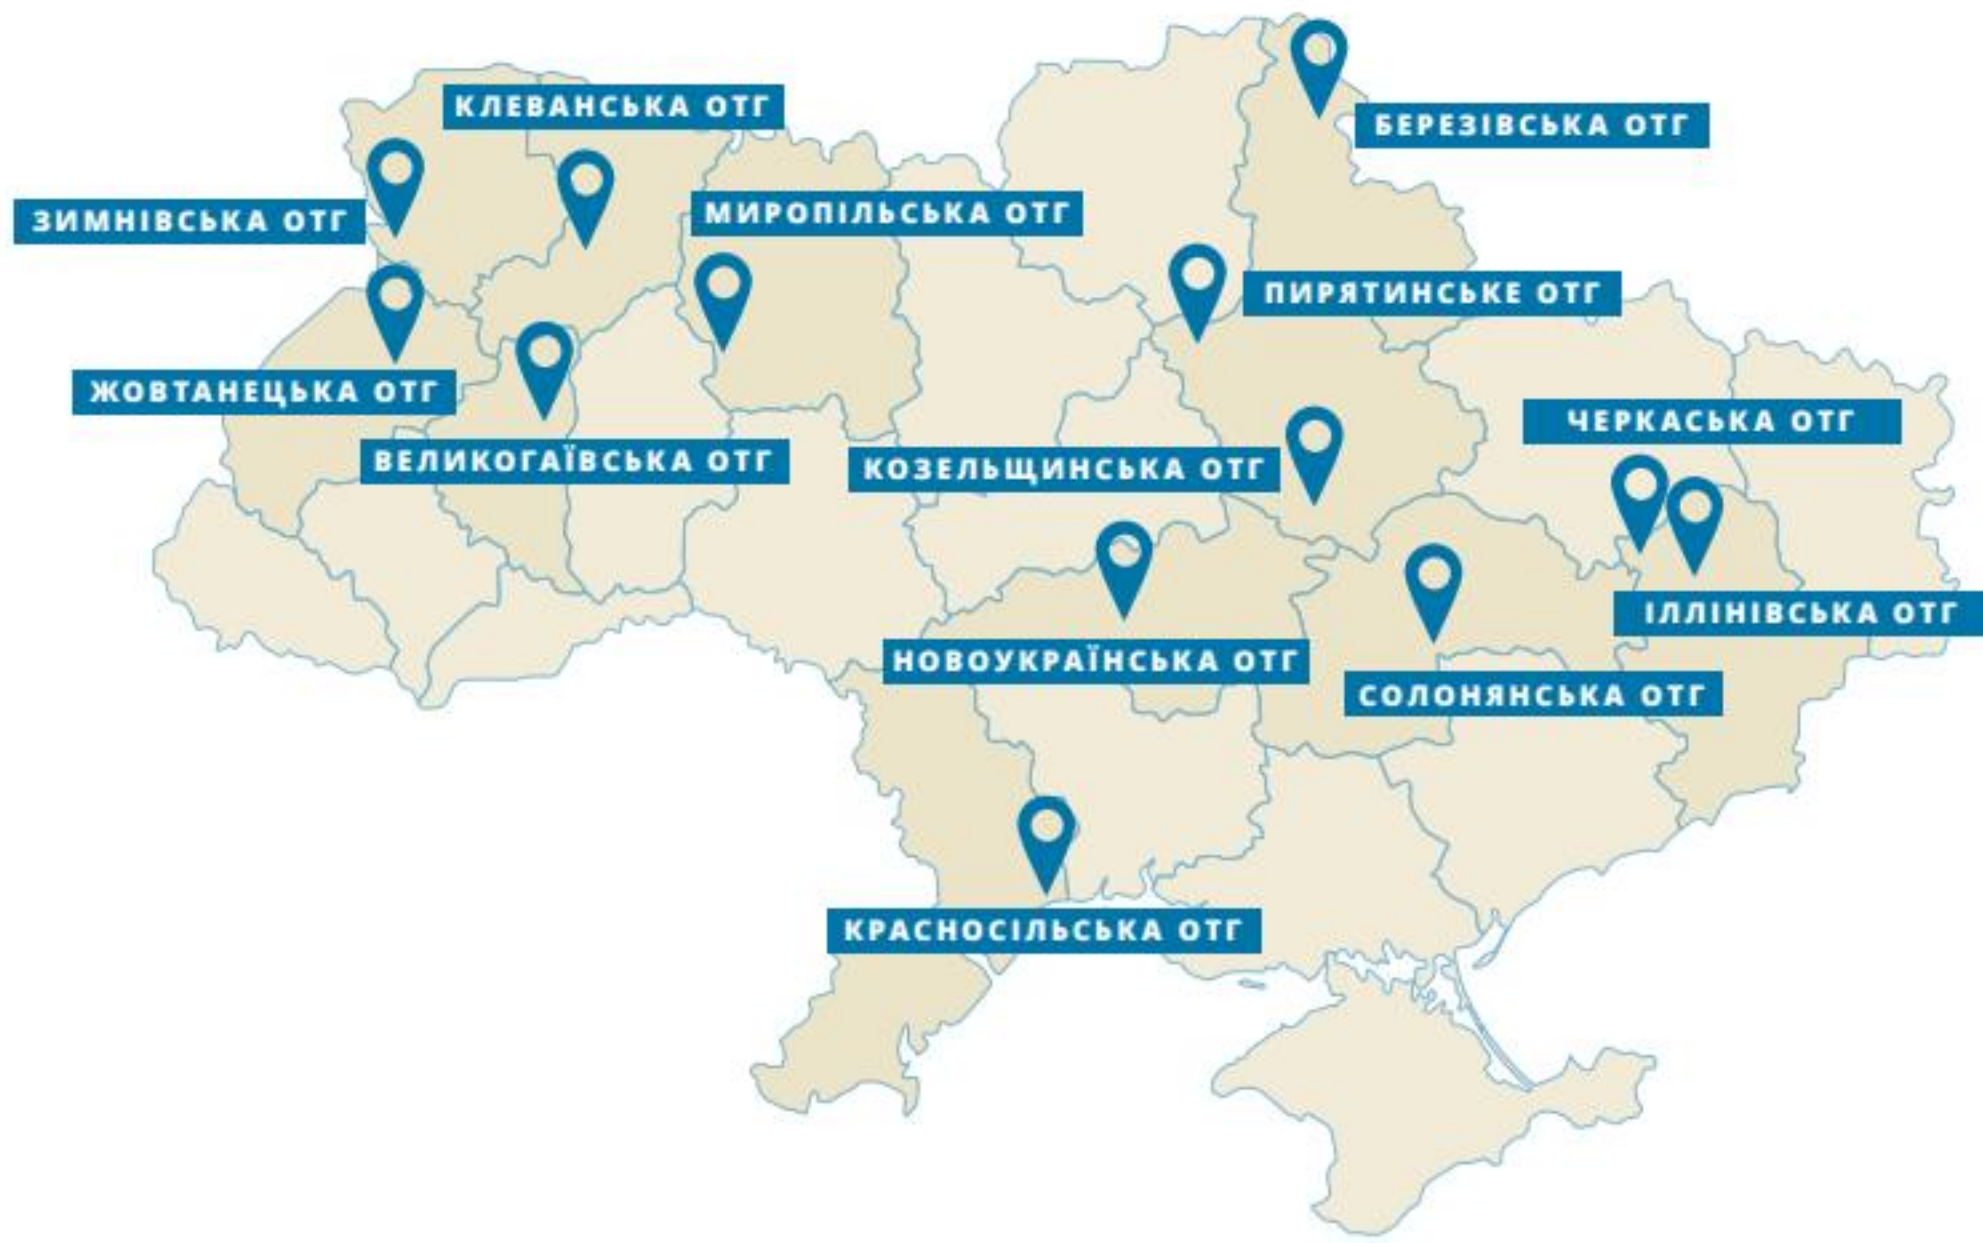 КЛЕВАНСЬКА ОТГ
БЕРЕЗІВСЬКА ОТГ
ЗИМНІВСЬКА ОТГ
МИРОПІЛЬСЬКА ОТГ
ПИРЯТИНСЬКЕ ОТГ
ЖОВТАНЕЦЬКА ОТГ
ЧЕРКАСЬКА ОТГ
ВЕЛИКОГАЇВСЬКА ОТГ
КОЗЕЛЬЩИНСЬКА ОТГ
ІЛЛІНІВСЬКА ОТГ
НОВОУКРАЇНСЬКА ОТГ
СОЛОНЯНСЬКА ОТГ
КРАСНОСІЛЬСЬКА ОТГ